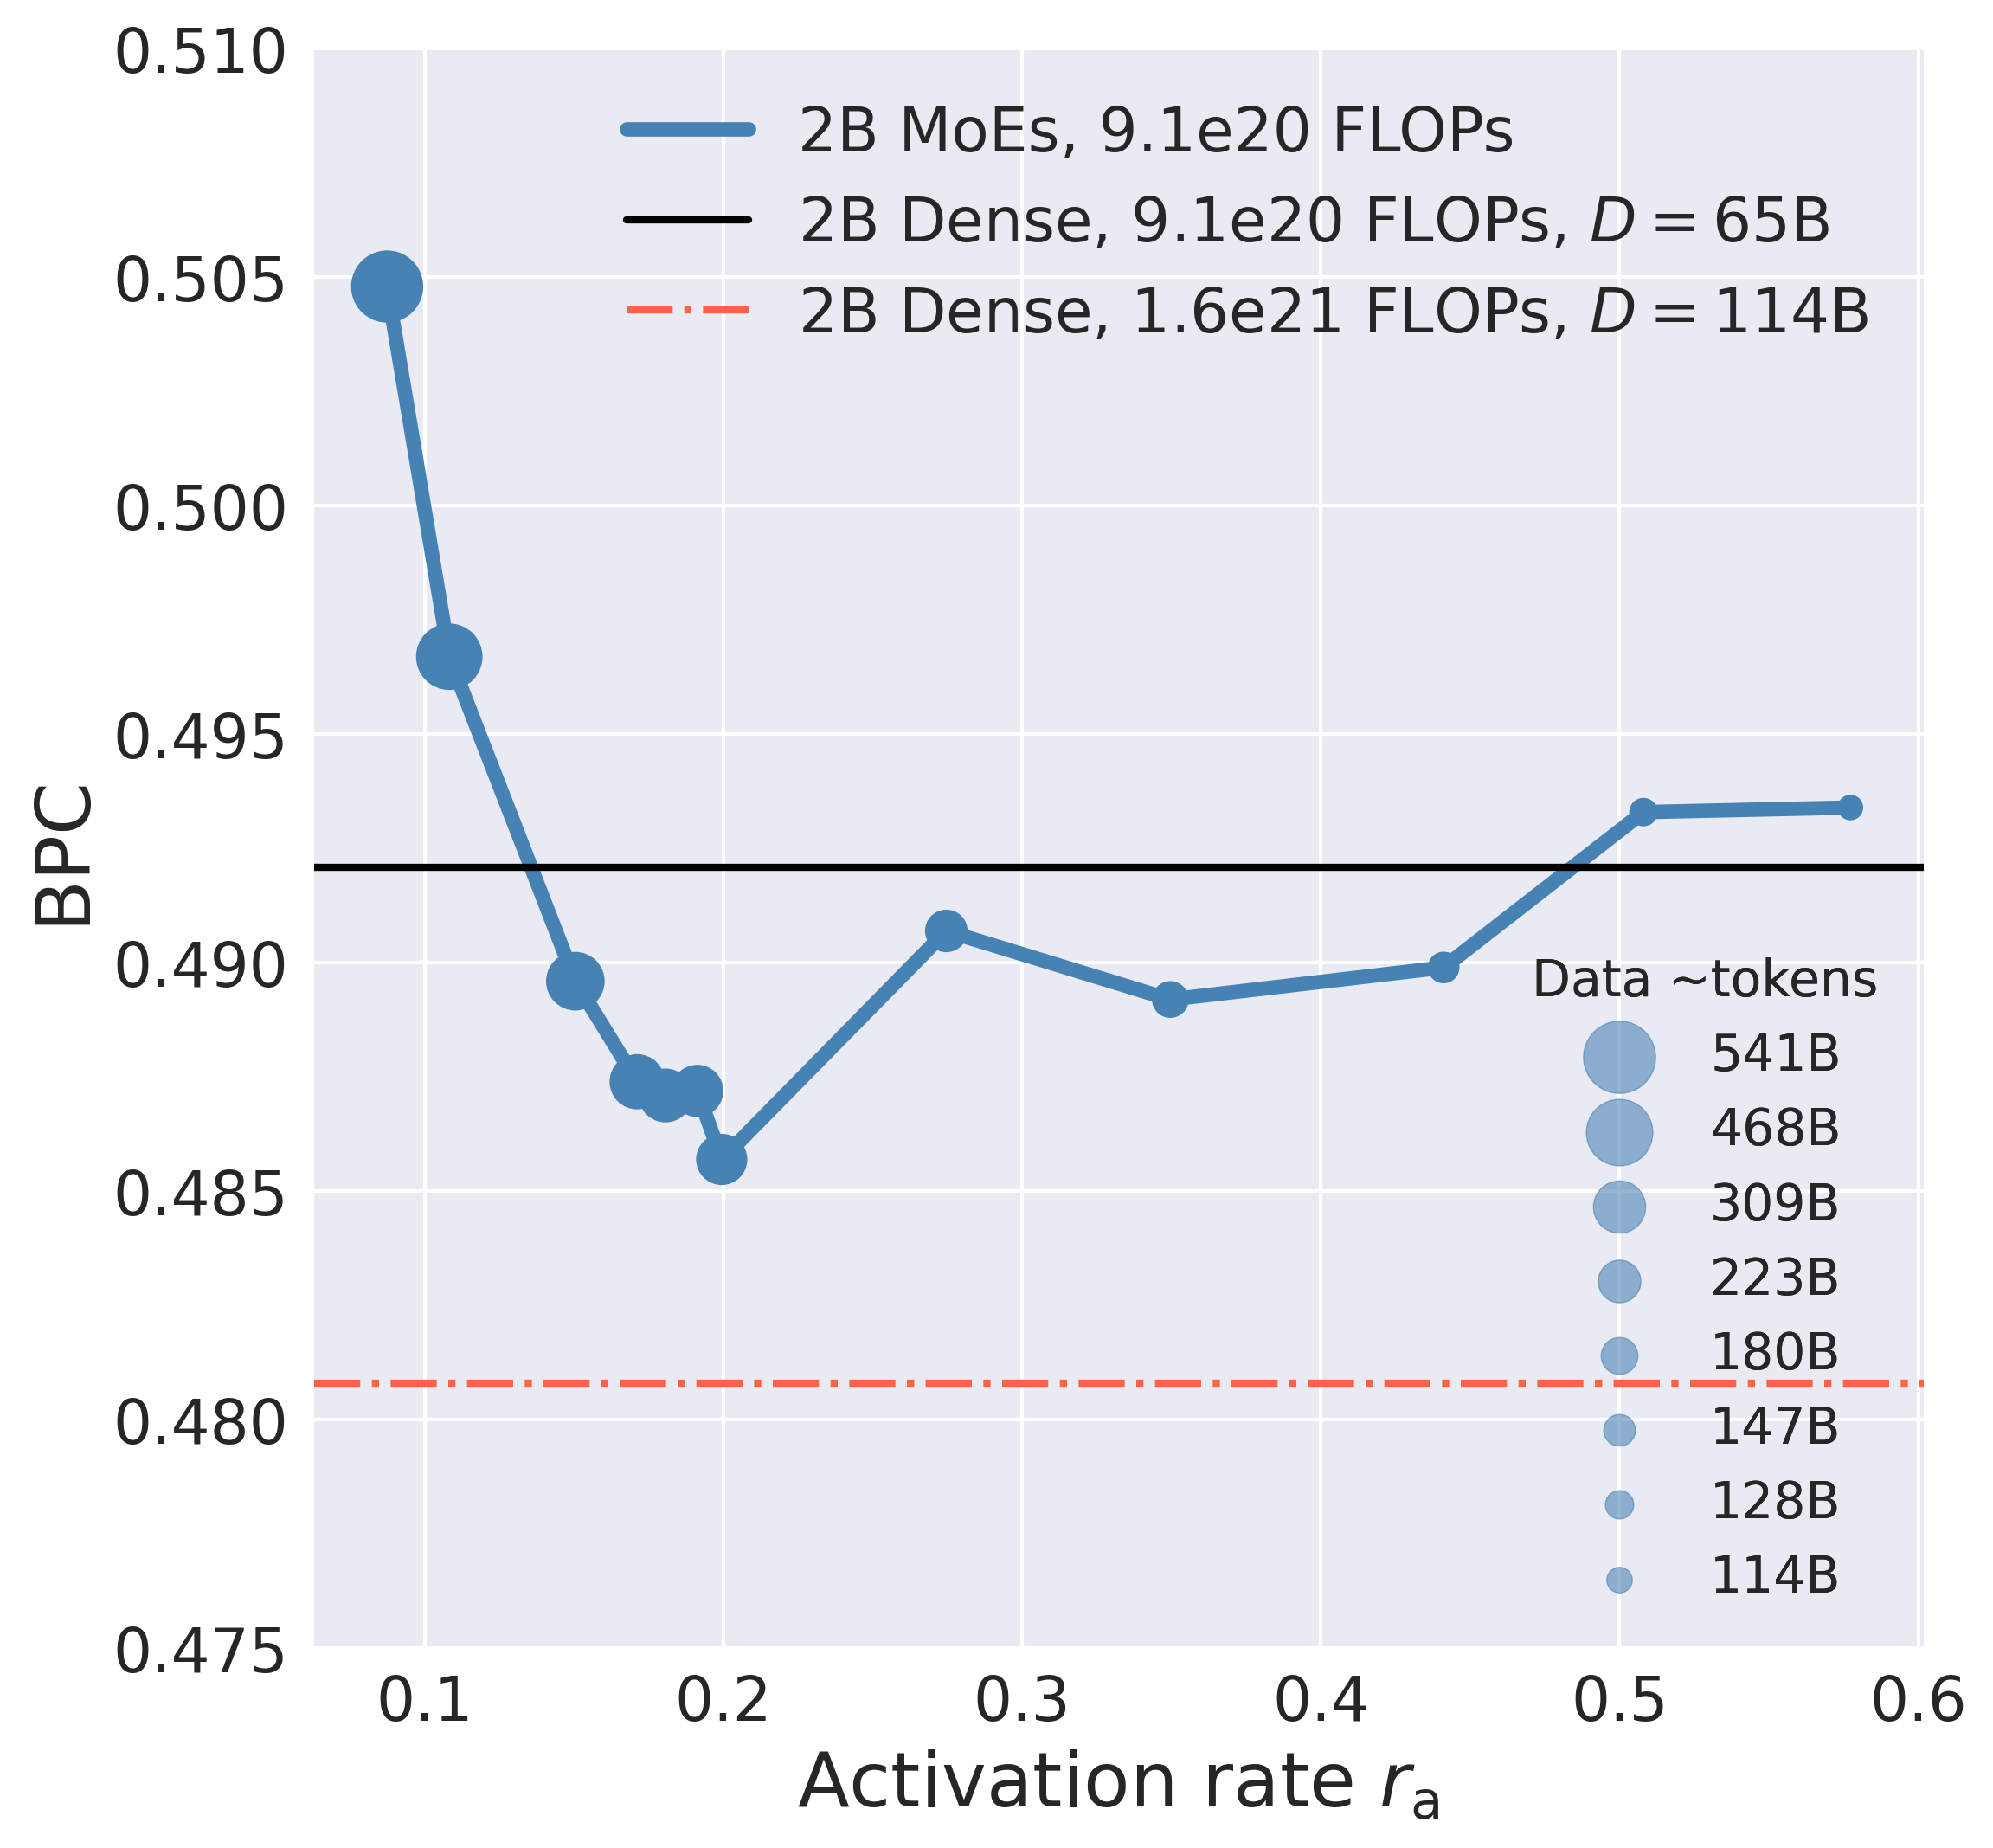 2B MoEs, 9.1e20 FLOPs
2B Dense, 9.1e20 FLOPs, D = 65B
2B Dense, 1.6e21 FLOPs, D = 114B
0.510
0.505
0.500
0.495
0.490
0.485
0.480
0.475
BPC
Data ~tokens
541B
468B
309B
223B
180B
147B
128B
114B
0.1 0.2 0.3 0.4 0.5 0.6
Activation rate rₐ